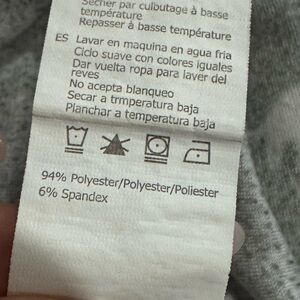 Sécher par culbutage à basse
température
Repasser à basse température
ES Lavar en maquina en agua fria
Ciclo suave con colores iguales
Dar vuelta ropa para laver del
reves
No acepta blanqueo
Secar a trmperatura baja
Planchar a temperatura baja
94% Polyester/Polyester/Poliester
6% Spandex